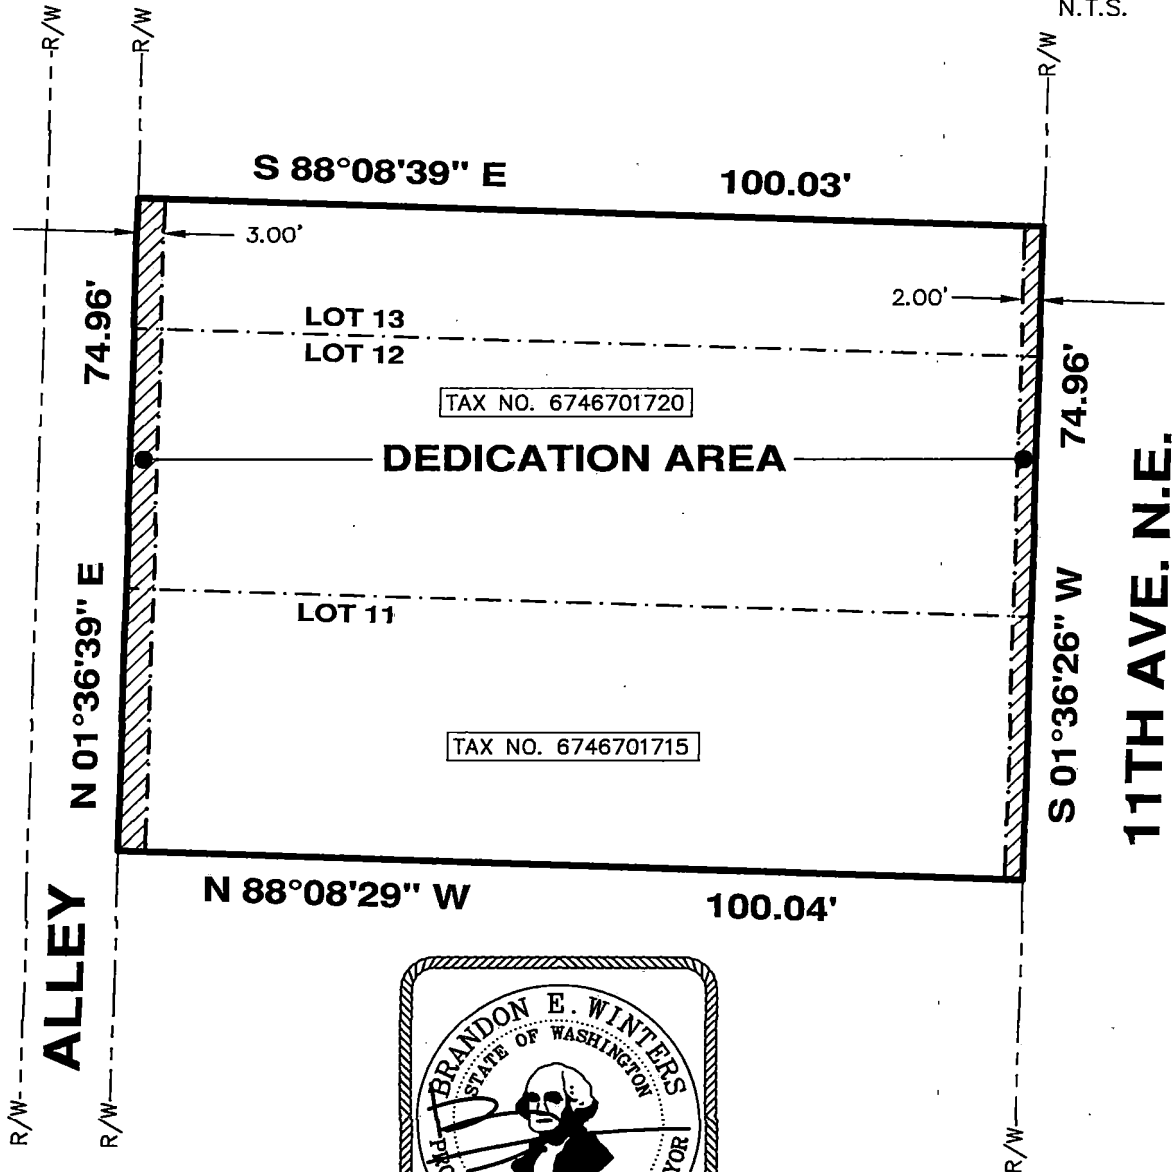 N.T.S.
R/W
R/W
R/W
S 88°08'39" E
100.03'
3.00'
2.00'
74.96'
LOT 13
LOT 12
TAX NO. 6746701720
74.96'
DEDICATION AREA
N 01°36'39" E
LOT 11
S 01°36'26" W
11TH AVE. N.E.
TAX NO. 6746701715
N 88°08'29" W
100.04'
ALLEY
BRANDON E. WINTERS
STATE OF WASHINGTON
R/W
R/W
R/W